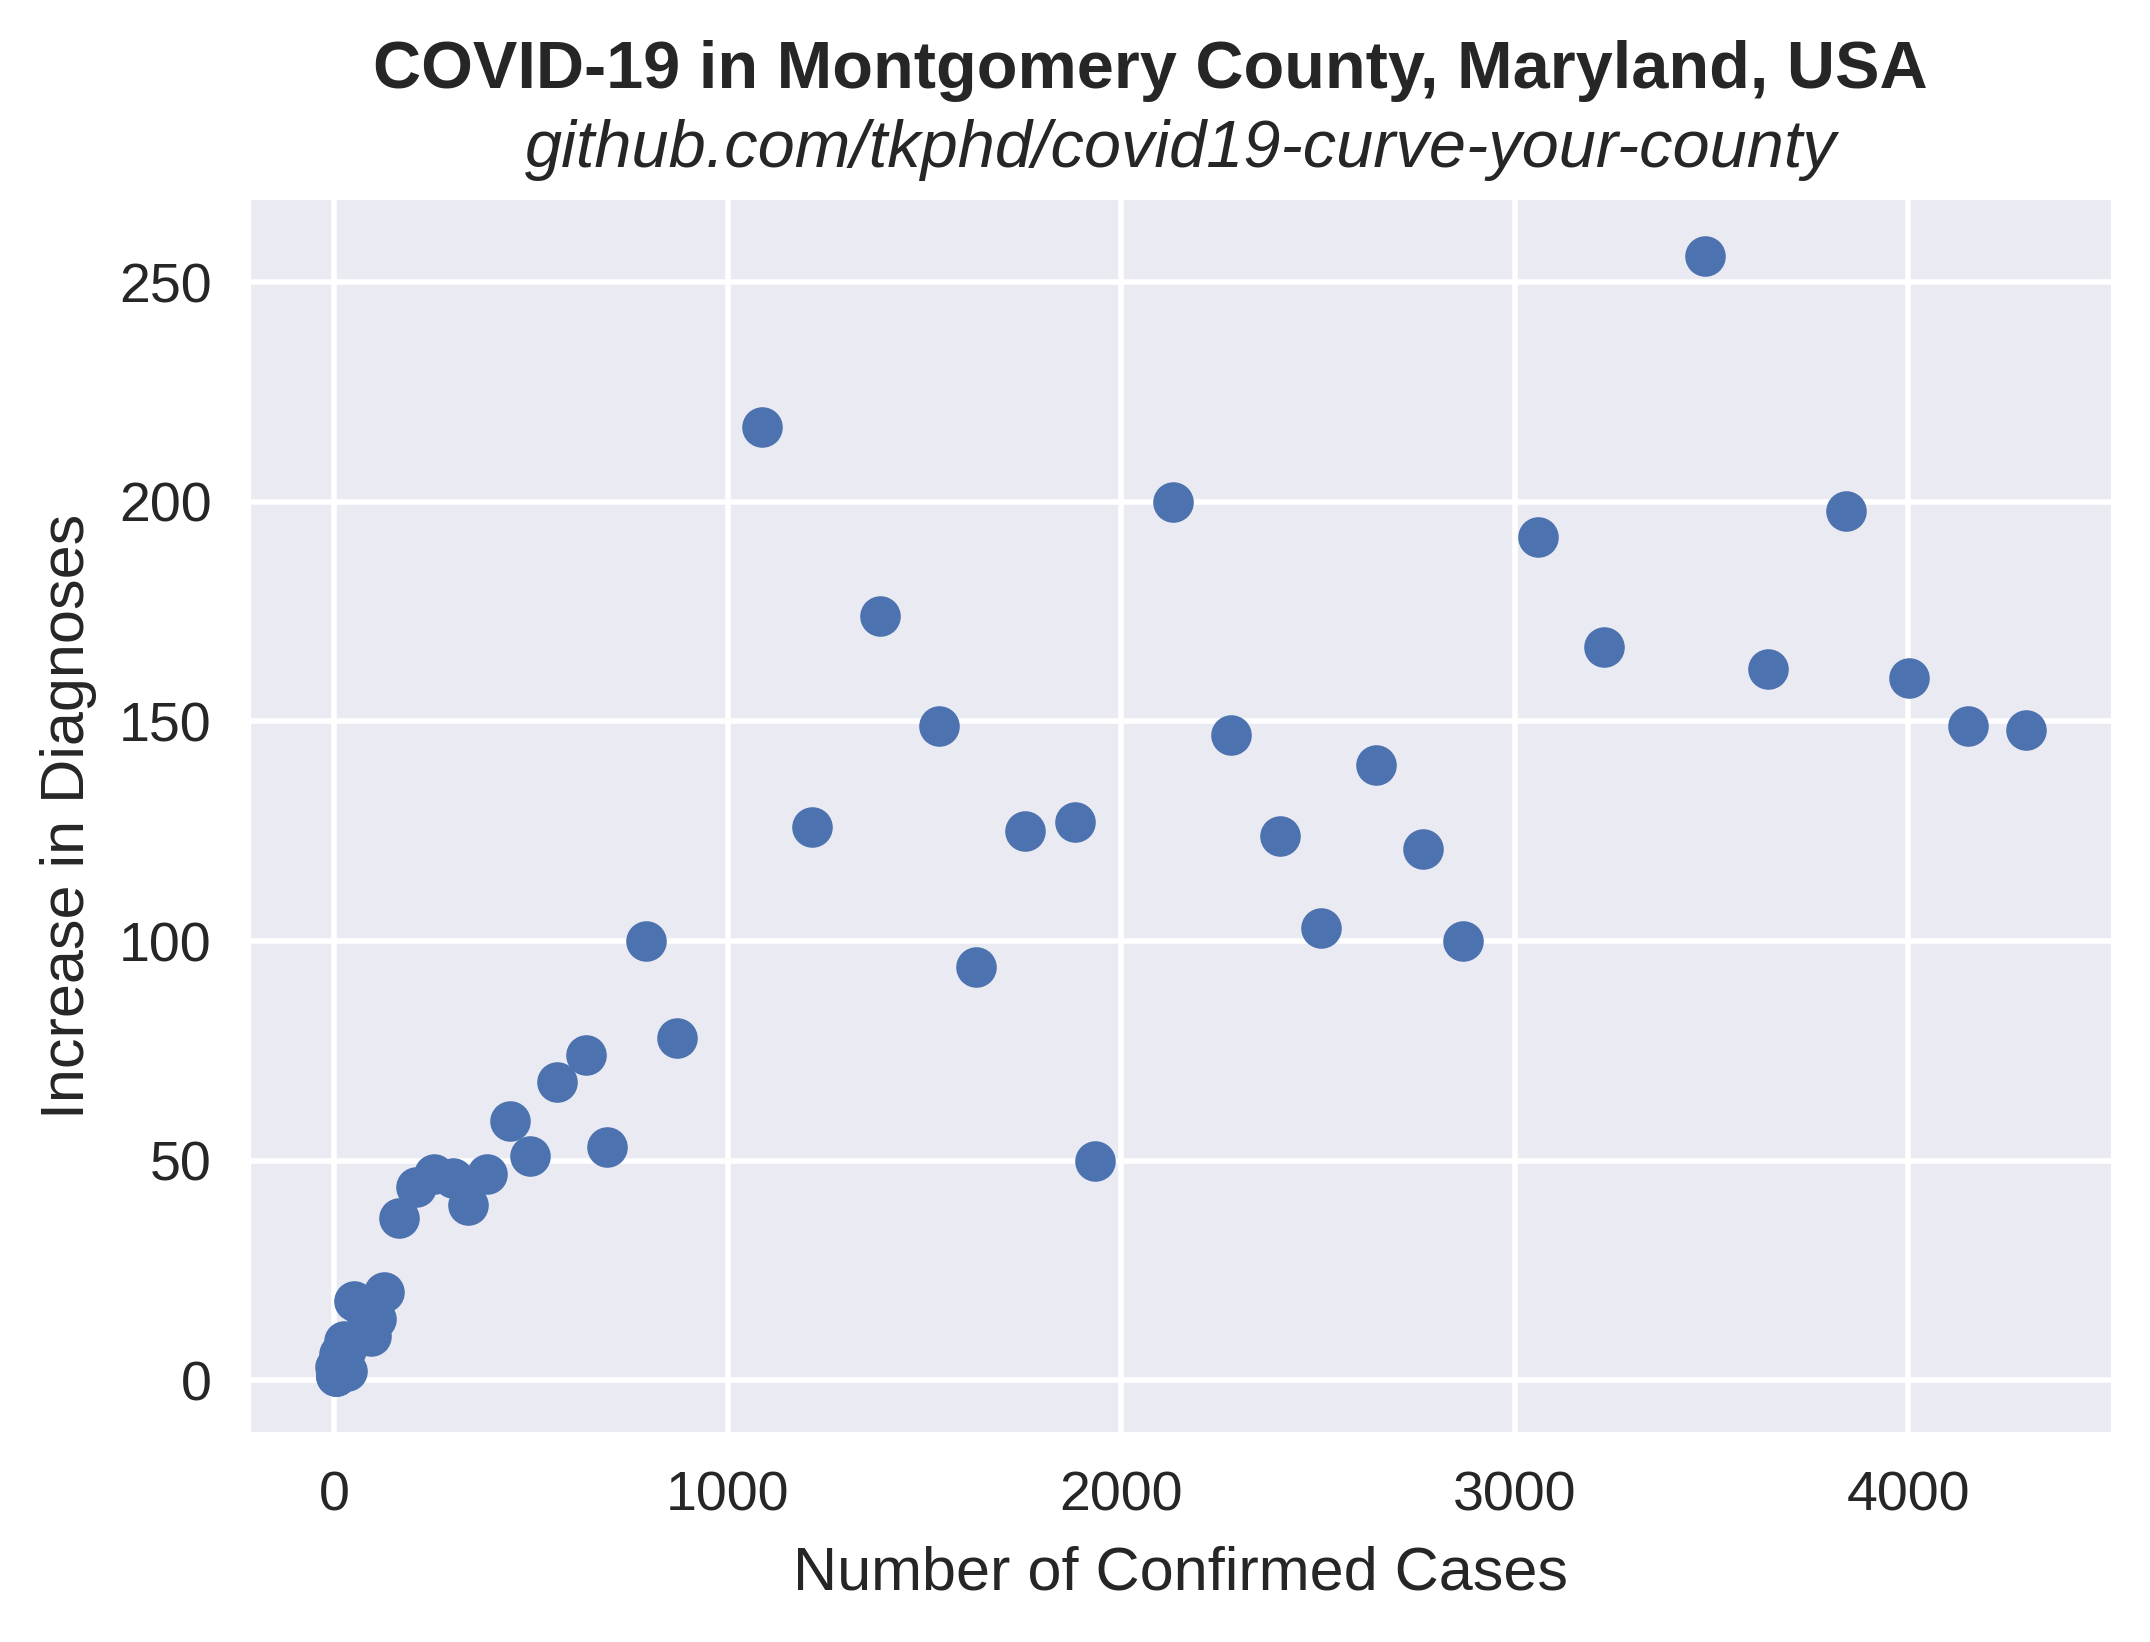 COVID-19 in Montgomery County, Maryland, USA
github.com/tkphd/covid19-curve-your-county
250
200
150
100
50
0
Increase in Diagnoses
0 1000 2000 3000 4000
Number of Confirmed Cases